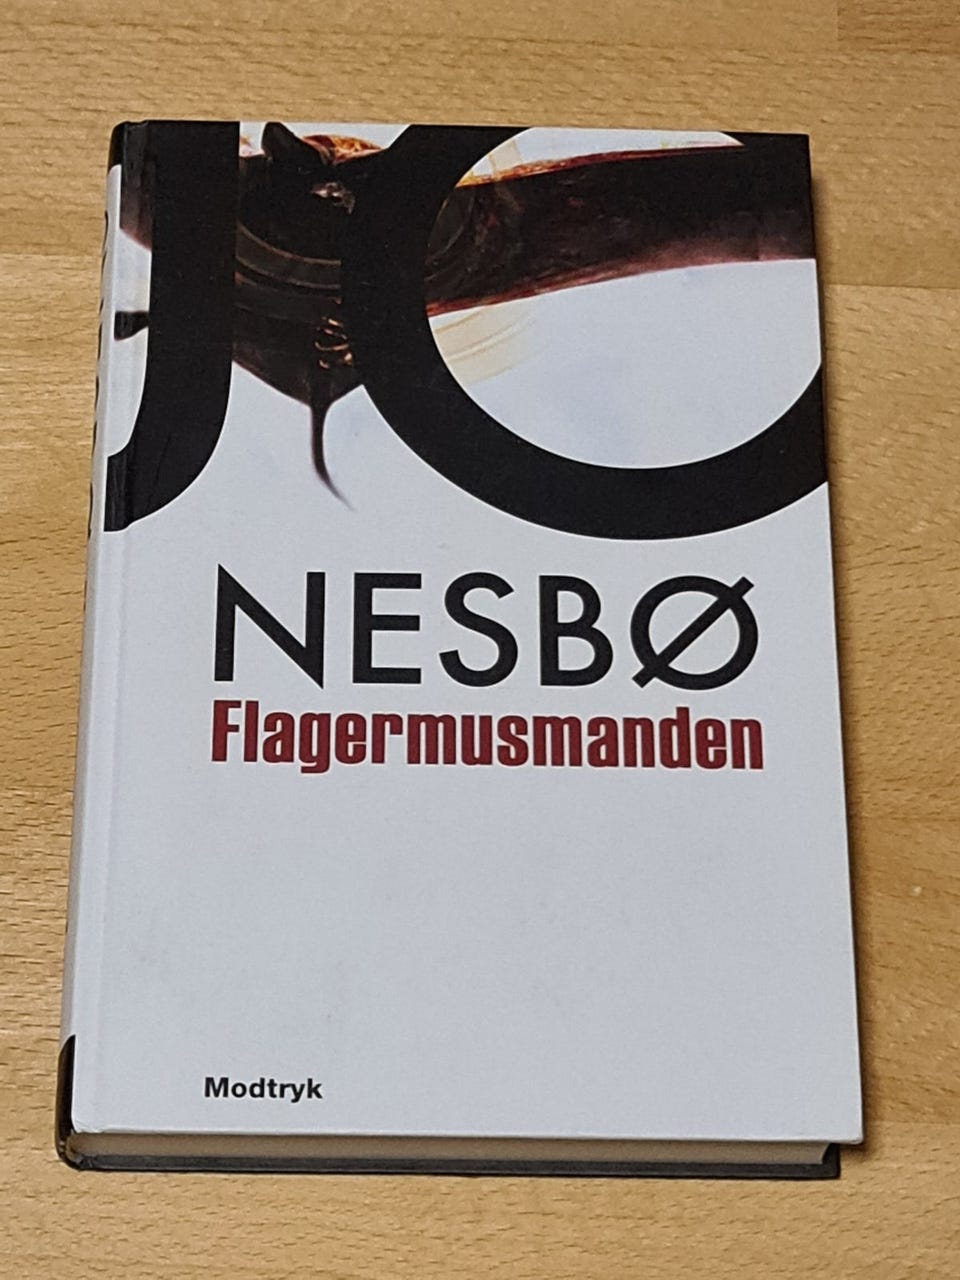 JO
NESBØ
Flagermusmanden
Modtryk